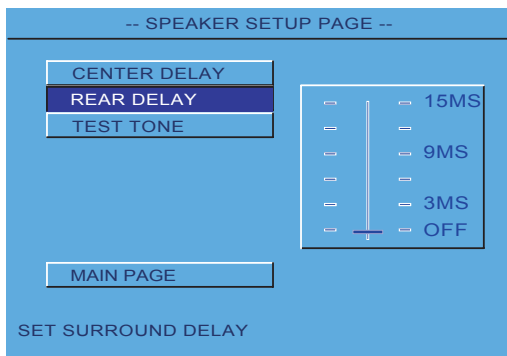 -- SPEAKER SETUP PAGE --
CENTER DELAY
REAR DELAY
TEST TONE
15MS
9MS
3MS
OFF
MAIN PAGE
SET SURROUND DELAY